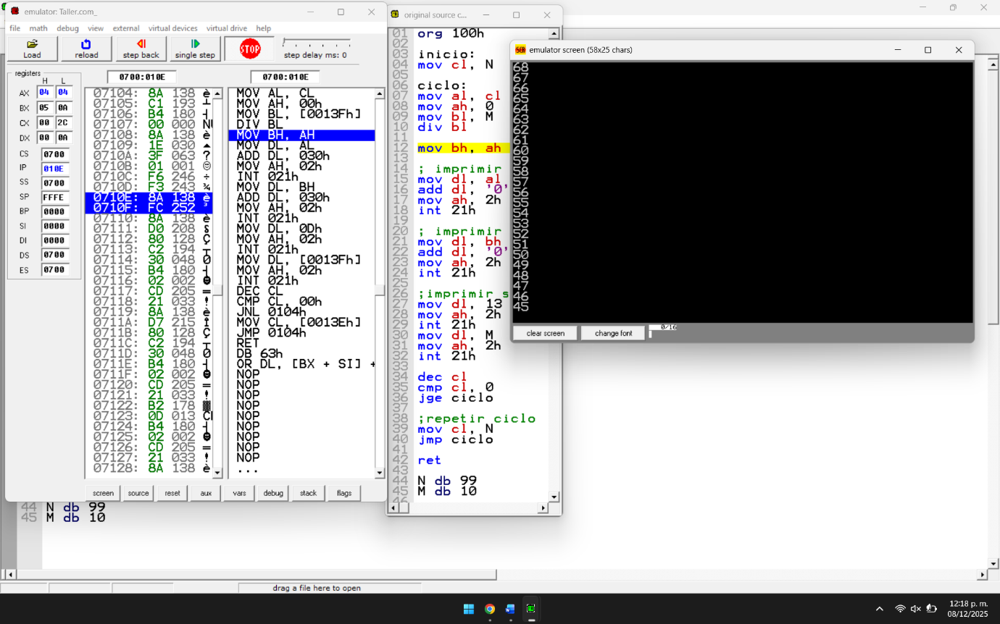 emulator: Taller.com_
file math debug view external virtual devices virtual drive help
Load reload step back single step STOP step delay ms: 0
registers
H L
AX 04 04
BX 05 0A
CX 00 2C
DX 00 0A
CS 0700
IP 010E
SS 0700
SP FFFE
BP 0000
SI 0000
DI 0000
DS 0700
ES 0700
0700:010E
07104: 8A 138 è
07105: C1 193 ┴
07106: B4 180 ┤
07107: 00 000 NU
07108: 8A 138 è
07109: 1E 030 ▲
0710A: 3F 063 ?
0710B: 01 001 ☺
0710C: F6 246 ÷
0710D: F3 243 ¾
0710E: 8A 138 è
0710F: FC 252 ³
07110: 8A 138 è
07111: D0 208
07112: 80 128 Ç
07113: C2 194 ┬
07114: 30 048 0
07115: B4 180 ┤
07116: 02 002 ☻
07117: CD 205 ═
07118: 21 033 !
07119: 8A 138 è
0711A: D7 215
0711B: 80 128 Ç
0711C: C2 194 ┬
0711D: 30 048 0
0711E: B4 180 ┤
0711F: 02 002 ☻
07120: CD 205 ═
07121: 21 033 !
07122: B2 178 ▓
07123: 0D 013 CI
07124: B4 180 ┤
07125: 02 002 ☻
07126: CD 205 ═
07127: 21 033 !
07128: 8A 138 è
0700:010E
MOV AL, CL
MOV AH, 00h
MOV BL, [0013Fh]
DIV BL
MOV BH, AH
MOV DL, AL
ADD DL, 030h
MOV AH, 02h
INT 021h
MOV DL, BH
ADD DL, 030h
MOV AH, 02h
INT 021h
MOV DL, 0Dh
MOV AH, 02h
INT 021h
MOV DL, [0013Fh]
MOV AH, 02h
INT 021h
DEC CL
CMP CL, 00h
JNL 0104h
MOV CL, [0013Eh]
JMP 0104h
RET
DB 63h
OR DL, [BX + SI] +
NOP
NOP
NOP
NOP
NOP
NOP
NOP
NOP
NOP
...
screen source reset aux vars debug stack flags
original source c...
01 org 100h
02
03 inicio:
04 mov cl, N
05
06 ciclo:
07 mov al, cl
08 mov ah, 0
09 mov bl, M
10 div bl
11
12 mov bh, ah
13
14 ; imprimir
15 mov dl, al
16 add dl, '0'
17 mov ah, 2h
18 int 21h
19
20 ; imprimir
21 mov dl, bh
22 add dl, '0'
23 mov ah, 2h
24 int 21h
25
26 ;imprimir s
27 mov dl, 13
28 mov ah, 2h
29 int 21h
30 mov dl, M
31 mov ah, 2h
32 int 21h
33
34 dec cl
35 cmp cl, 0
36 jge ciclo
37
38 ;repetir ciclo
39 mov cl, N
40 jmp ciclo
41
42 ret
43
44 N db 99
45 M db 10
46
emulator screen (58x25 chars)
68
67
66
65
64
63
62
61
60
59
58
57
56
55
54
53
52
51
50
49
48
47
46
45
clear screen change font 0/16
44 N db 99
45 M db 10
drag a file here to open
12:18 p. m.
08/12/2025